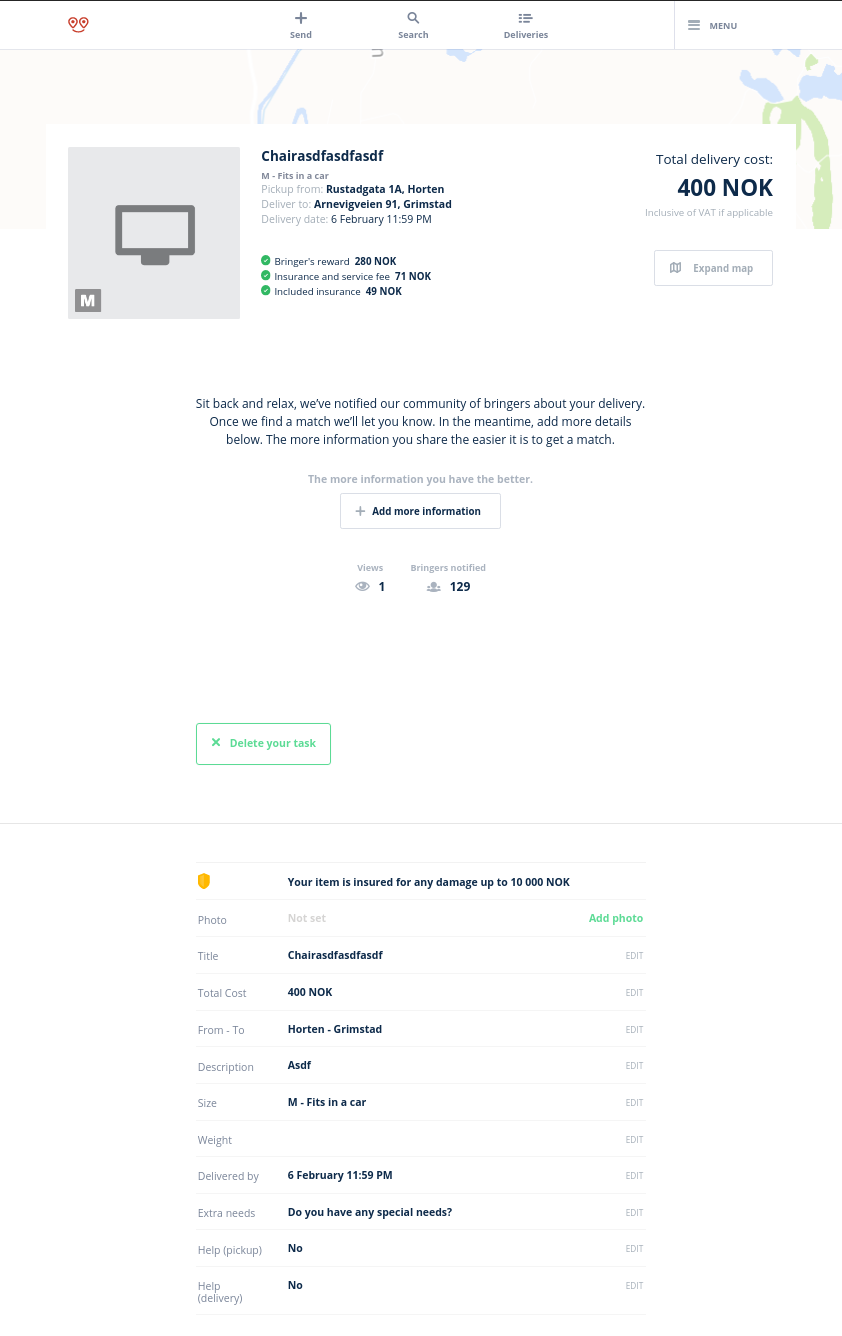 Send
Search
Deliveries
MENU
Chairasdfasdfasdf
M - Fits in a car
Pickup from: Rustadgata 1A, Horten
Deliver to: Arnevigveien 91, Grimstad
Delivery date: 6 February 11:59 PM
Bringer's reward 280 NOK
Insurance and service fee 71 NOK
Included insurance 49 NOK
M
Total delivery cost:
400 NOK
Inclusive of VAT if applicable
Expand map
Sit back and relax, we’ve notified our community of bringers about your delivery.
Once we find a match we’ll let you know. In the meantime, add more details
below. The more information you share the easier it is to get a match.
The more information you have the better.
Add more information
Views
1
Bringers notified
129
Delete your task
Your item is insured for any damage up to 10 000 NOK
Photo Not set Add photo
Title Chairasdfasdfasdf EDIT
Total Cost 400 NOK EDIT
From - To Horten - Grimstad EDIT
Description Asdf EDIT
Size M - Fits in a car EDIT
Weight EDIT
Delivered by 6 February 11:59 PM EDIT
Extra needs Do you have any special needs? EDIT
Help (pickup) No EDIT
Help No EDIT
(delivery)